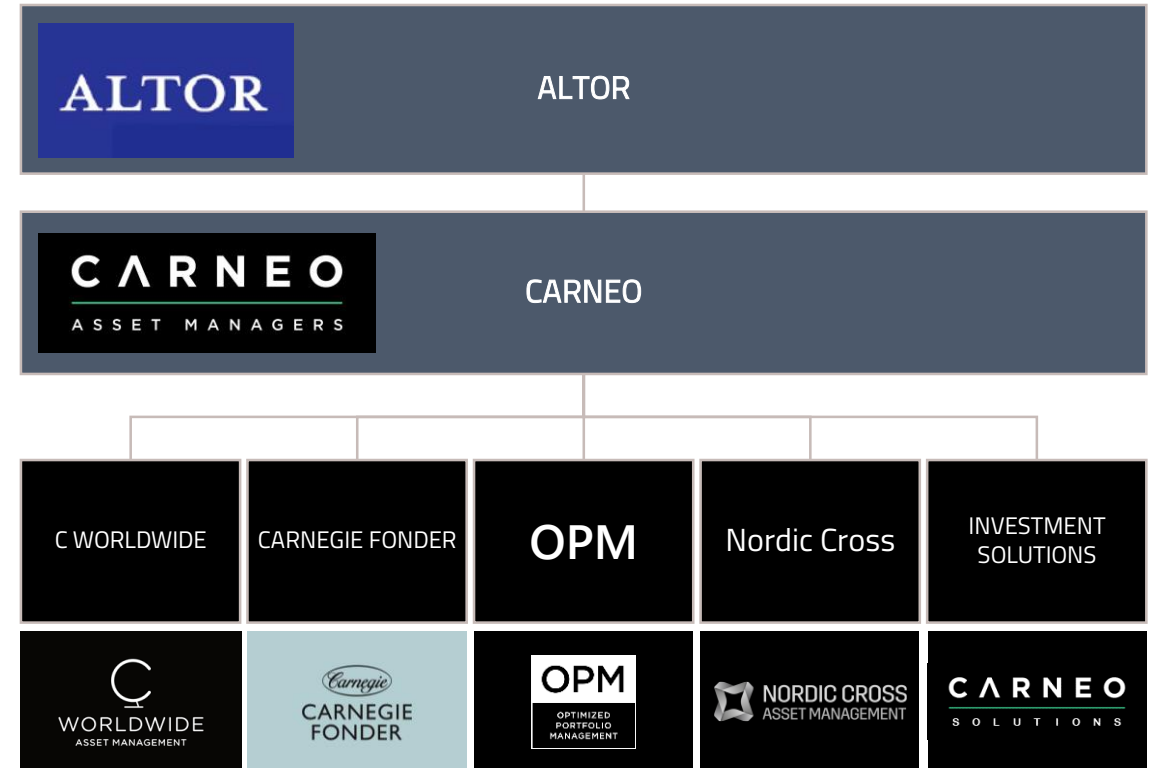 ALTOR
ALTOR
CARNEO
ASSET MANAGERS
CARNEO
C WORLDWIDE
CARNEGIE FONDER
OPM
Nordic Cross
INVESTMENT
SOLUTIONS
C
WORLDWIDE
ASSET MANAGEMENT
Carnegie
CARNEGIE
FONDER
OPM
OPTIMIZED
PORTFOLIO
MANAGEMENT
NORDIC CROSS
ASSET MANAGEMENT
CARNEO
SOLUTIONS